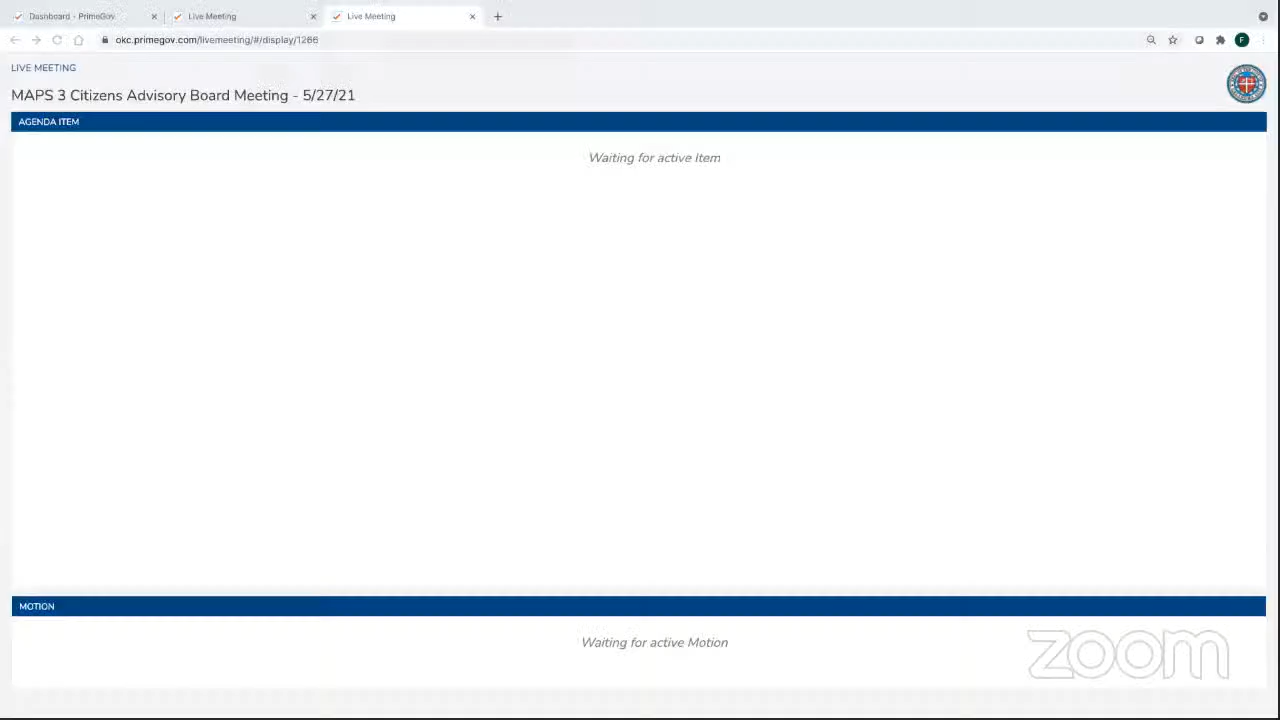 Dashboard - PrimeGov
Live Meeting
Live Meeting
okc.primegov.com/livemeeting/#/display/1266
F
LIVE MEETING
MAPS 3 Citizens Advisory Board Meeting - 5/27/21
AGENDA ITEM
Waiting for active Item
MOTION
Waiting for active Motion
zoom